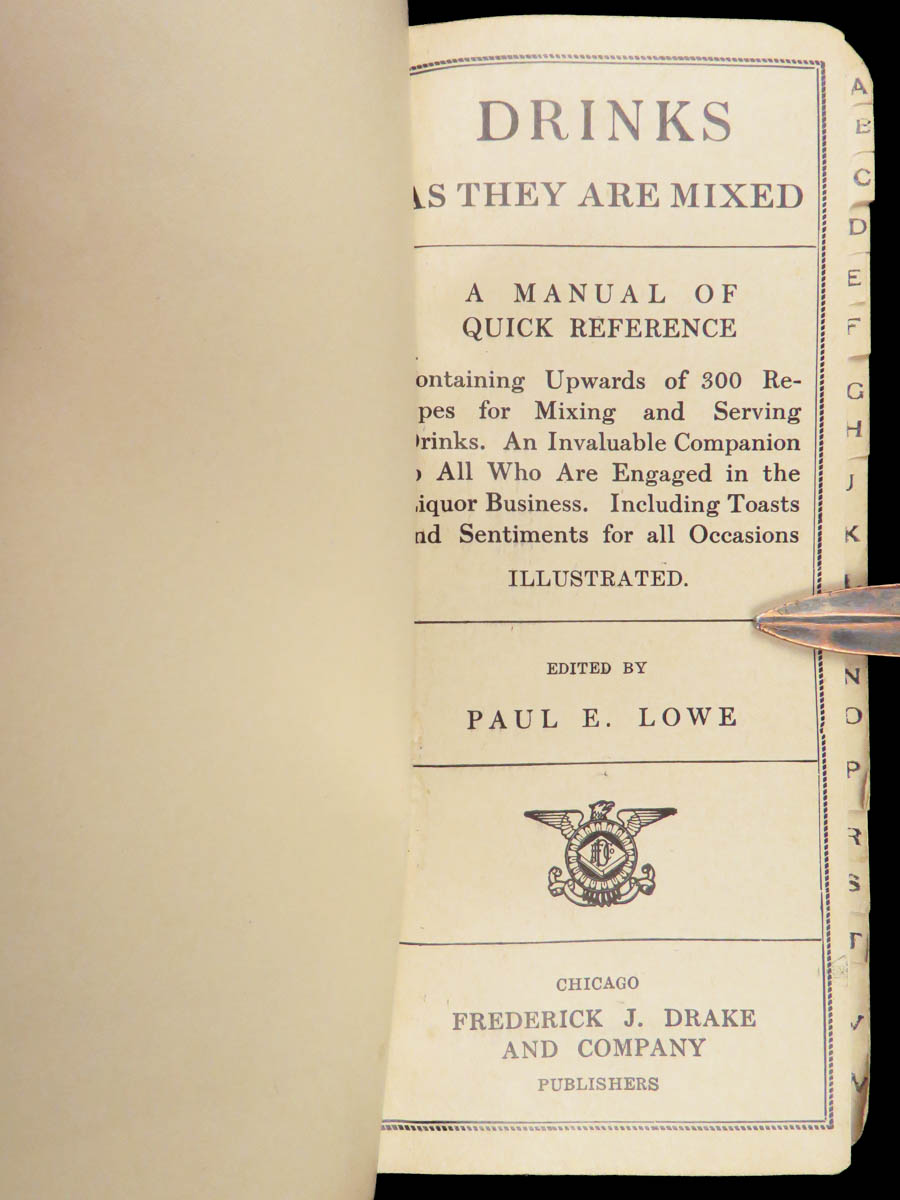 DRINKS
AS THEY ARE MIXED
A MANUAL OF
QUICK REFERENCE
ontaining Upwards of 300 Re-
pes for Mixing and Serving
rinks. An Invaluable Companion
All Who Are Engaged in the
iquor Business. Including Toasts
nd Sentiments for all Occasions
ILLUSTRATED.
EDITED BY
PAUL E. LOWE
CHICAGO
FREDERICK J. DRAKE
AND COMPANY
PUBLISHERS
A
B
C
D
E
F
G
H
J
K
N
O
P
R
S
T